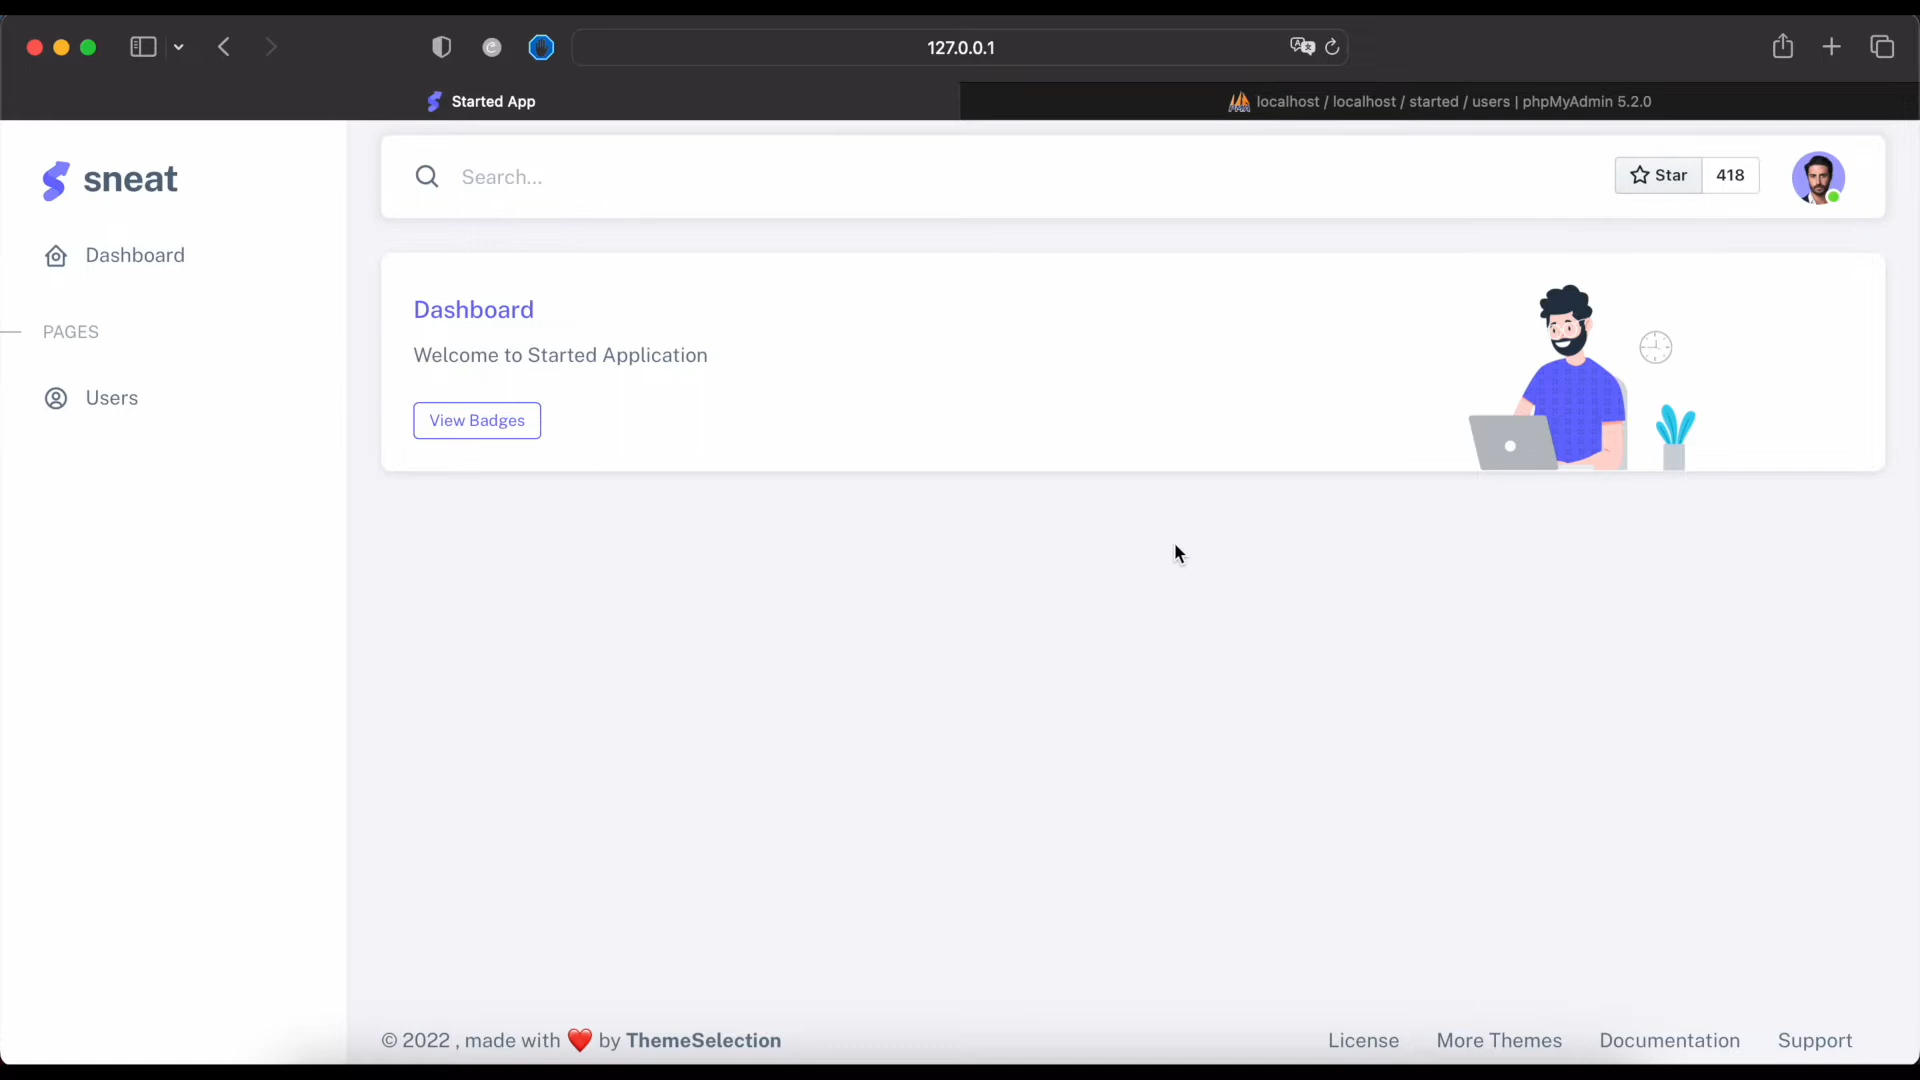 127.0.0.1
Started App
localhost / localhost / started / users | phpMyAdmin 5.2.0
sneat
Search...
Star 418
Dashboard
PAGES
Users
Dashboard
Welcome to Started Application
View Badges
© 2022 , made with ❤️ by ThemeSelection
License More Themes Documentation Support